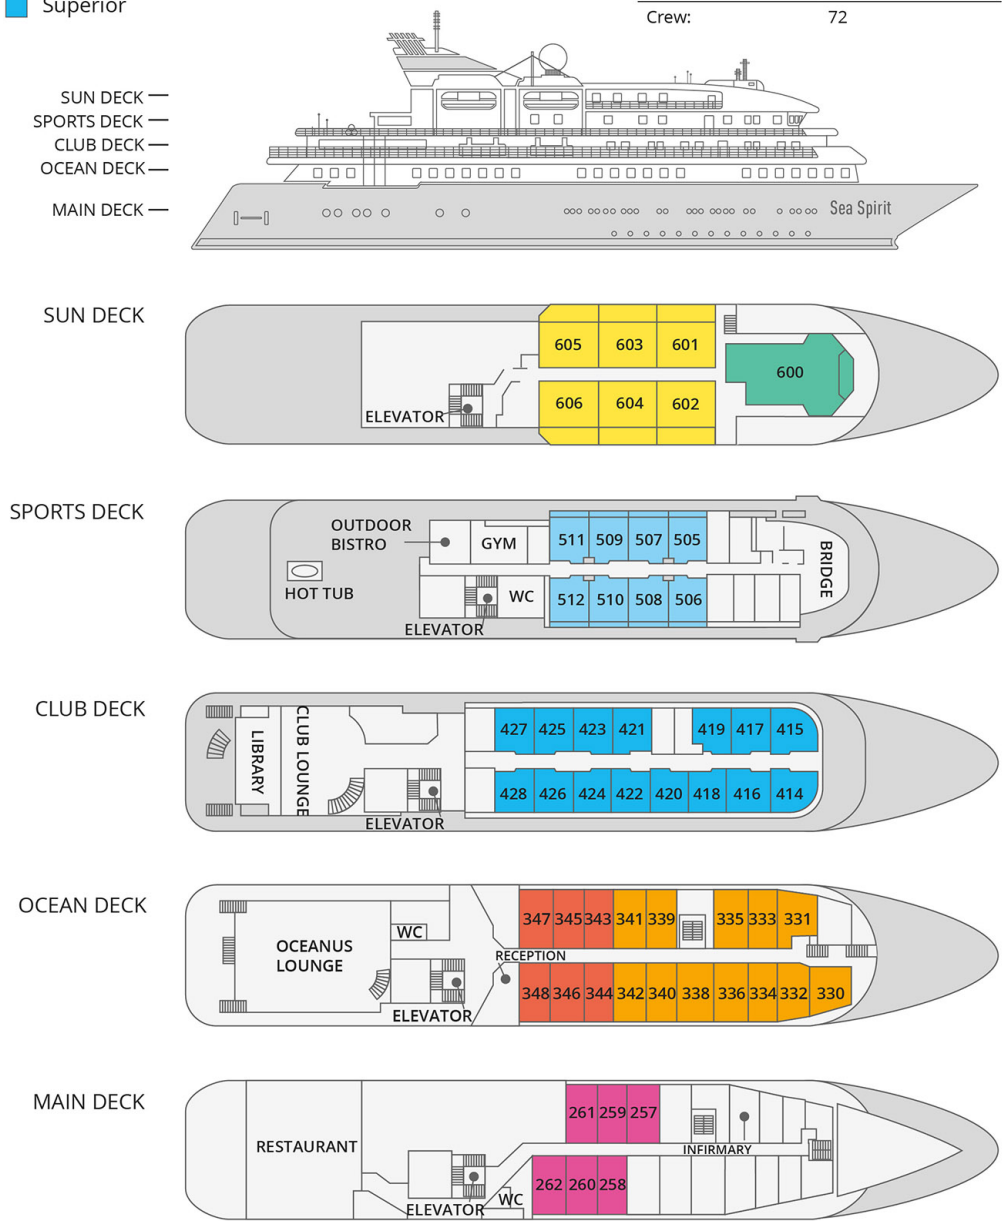 Superior
Crew: 72
SUN DECK
SPORTS DECK
CLUB DECK
OCEAN DECK
MAIN DECK
Sea Spirit
SUN DECK
605 603 601
600
606 604 602
ELEVATOR
SPORTS DECK
OUTDOOR
BISTRO
GYM
511 509 507 505
BRIDGE
HOT TUB
WC
512 510 508 506
ELEVATOR
CLUB DECK
LIBRARY
CLUB LOUNGE
427 425 423 421 419 417 415
428 426 424 422 420 418 416 414
ELEVATOR
OCEAN DECK
347 345 343 341 339 335 333 331
WC
OCEANUS
LOUNGE
RECEPTION
348 346 344 342 340 338 336 334 332 330
ELEVATOR
MAIN DECK
261 259 257
RESTAURANT
INFIRMARY
262 260 258
WC
ELEVATOR